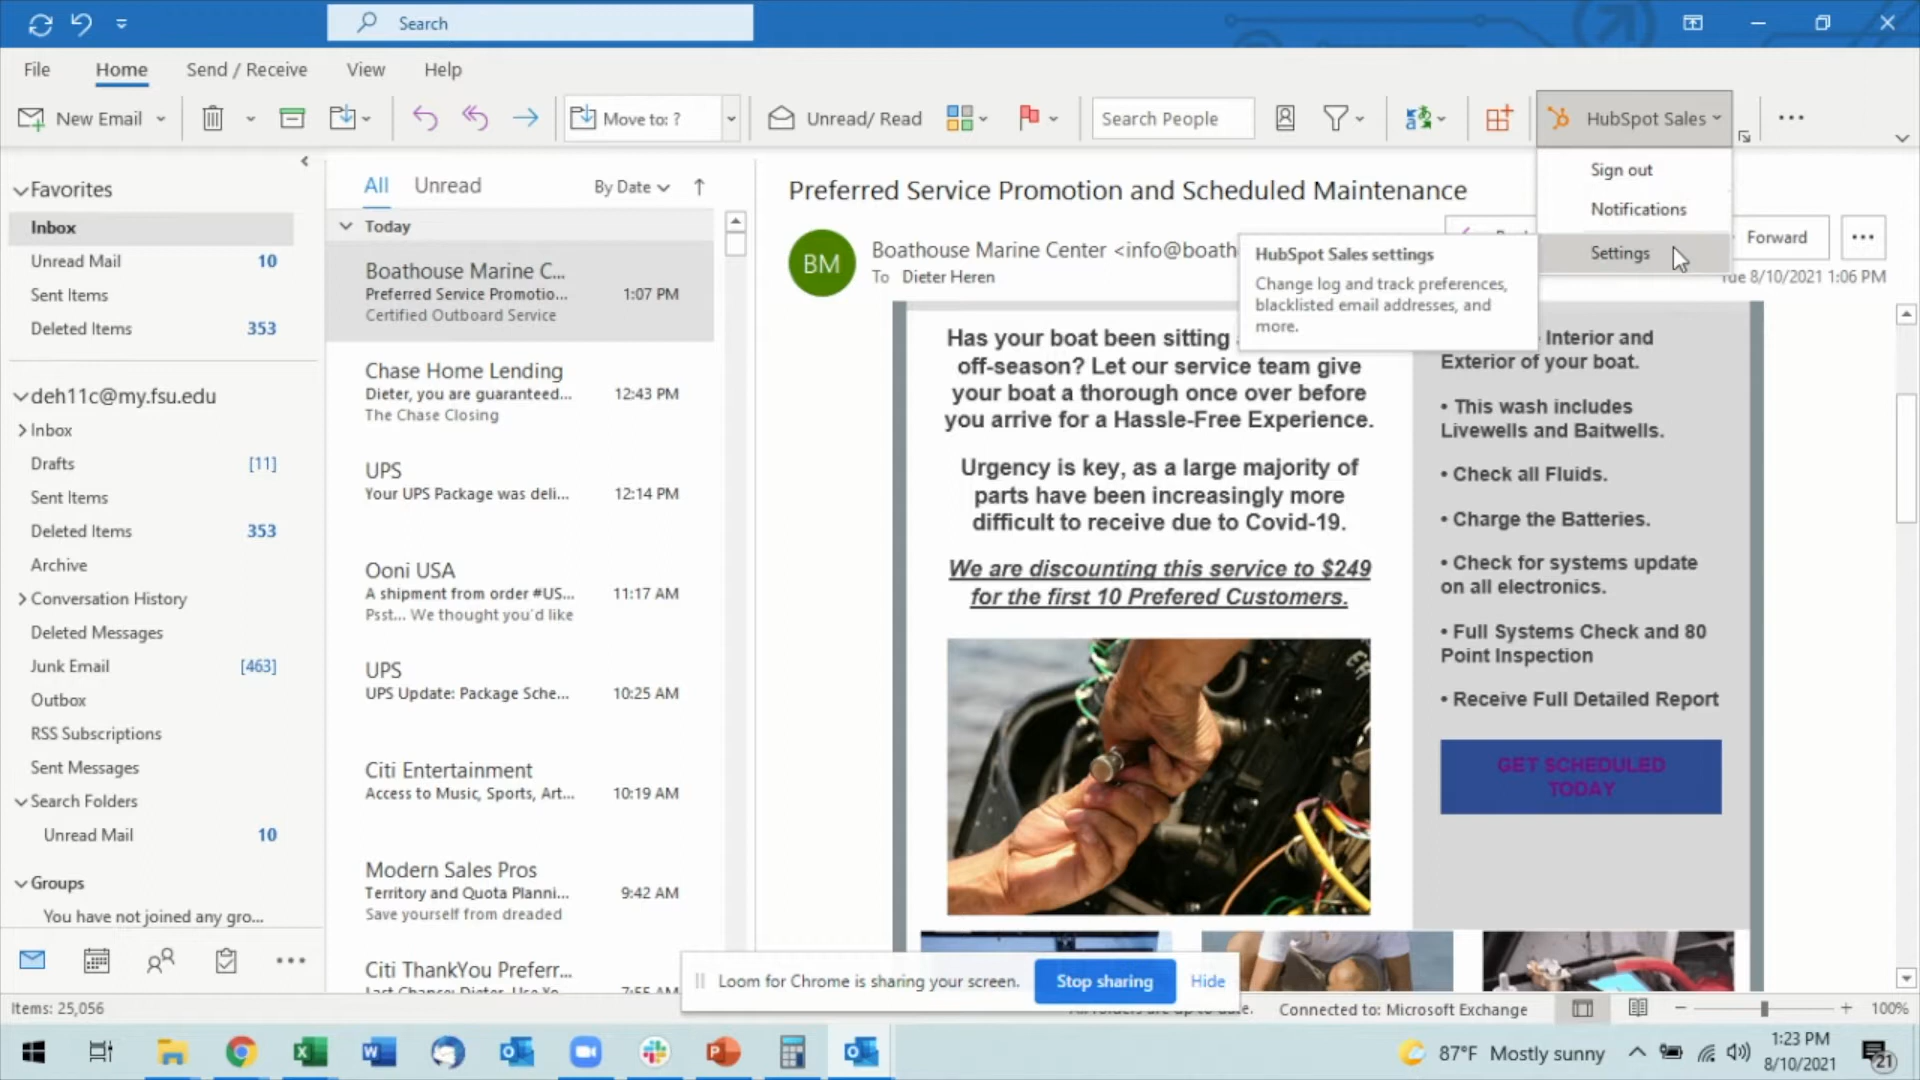 Search
File Home Send / Receive View Help
New Email Move to: ? Unread/ Read Search People HubSpot Sales
Sign out
Notifications
Settings
HubSpot Sales settings
Change log and track preferences,
blacklisted email addresses, and
more.
Favorites
Inbox
Unread Mail 10
Sent Items
Deleted Items 353
deh11c@my.fsu.edu
Inbox
Drafts [11]
Sent Items
Deleted Items 353
Archive
Conversation History
Deleted Messages
Junk Email [463]
Outbox
RSS Subscriptions
Sent Messages
Search Folders
Unread Mail 10
Groups
You have not joined any gro...
All Unread By Date
Today
Boathouse Marine C...
Preferred Service Promotio... 1:07 PM
Certified Outboard Service
Chase Home Lending
Dieter, you are guaranteed... 12:43 PM
The Chase Closing
UPS
Your UPS Package was deli... 12:14 PM
Ooni USA
A shipment from order #US... 11:17 AM
Psst... We thought you'd like
UPS
UPS Update: Package Sche... 10:25 AM
Citi Entertainment
Access to Music, Sports, Art... 10:19 AM
Modern Sales Pros
Territory and Quota Planni... 9:42 AM
Save yourself from dreaded
Citi ThankYou Preferr...
Preferred Service Promotion and Scheduled Maintenance
Forward
BM
Boathouse Marine Center <info@boath
To Dieter Heren
Tue 8/10/2021 1:06 PM
Has your boat been sitting
off-season? Let our service team give
your boat a thorough once over before
you arrive for a Hassle-Free Experience.
Urgency is key, as a large majority of
parts have been increasingly more
difficult to receive due to Covid-19.
We are discounting this service to $249
for the first 10 Prefered Customers.
Interior and
Exterior of your boat.
• This wash includes
Livewells and Baitwells.
• Check all Fluids.
• Charge the Batteries.
• Check for systems update
on all electronics.
• Full Systems Check and 80
Point Inspection
• Receive Full Detailed Report
GET SCHEDULED
TODAY
Loom for Chrome is sharing your screen. Stop sharing Hide
Items: 25,056
Connected to: Microsoft Exchange 100%
87°F Mostly sunny
1:23 PM
8/10/2021
21